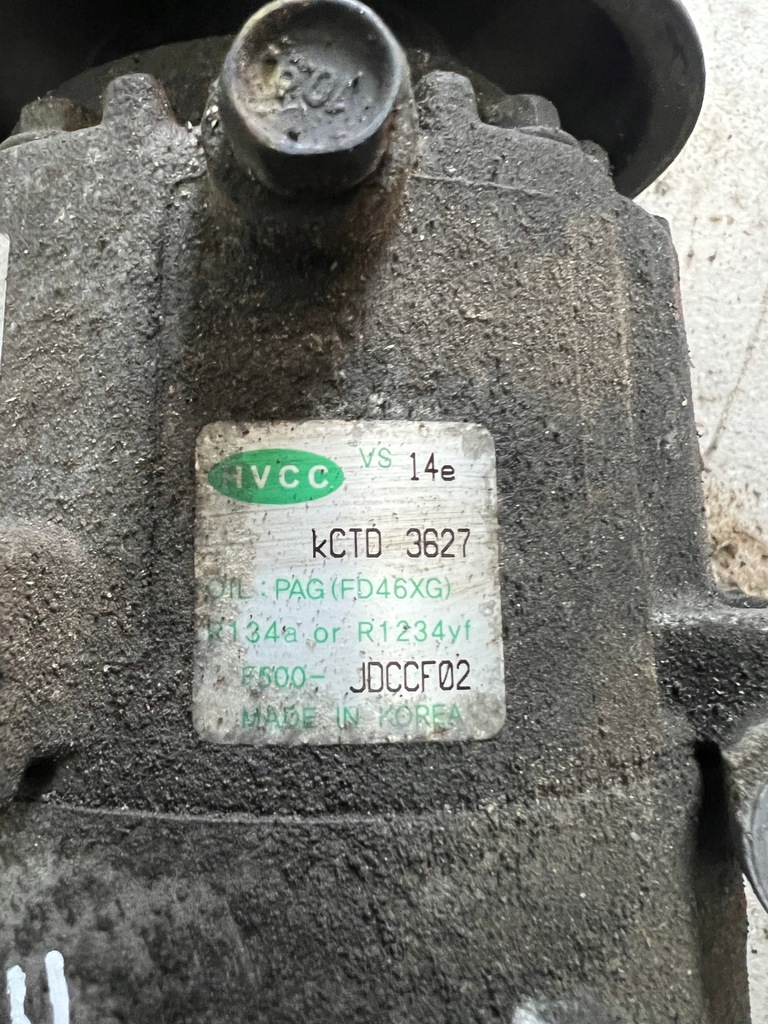 HVCC VS 14e
kCTD 3627
OIL : PAG (FD46XG)
R134a or R1234yf
F500- JDCCF02
MADE IN KOREA